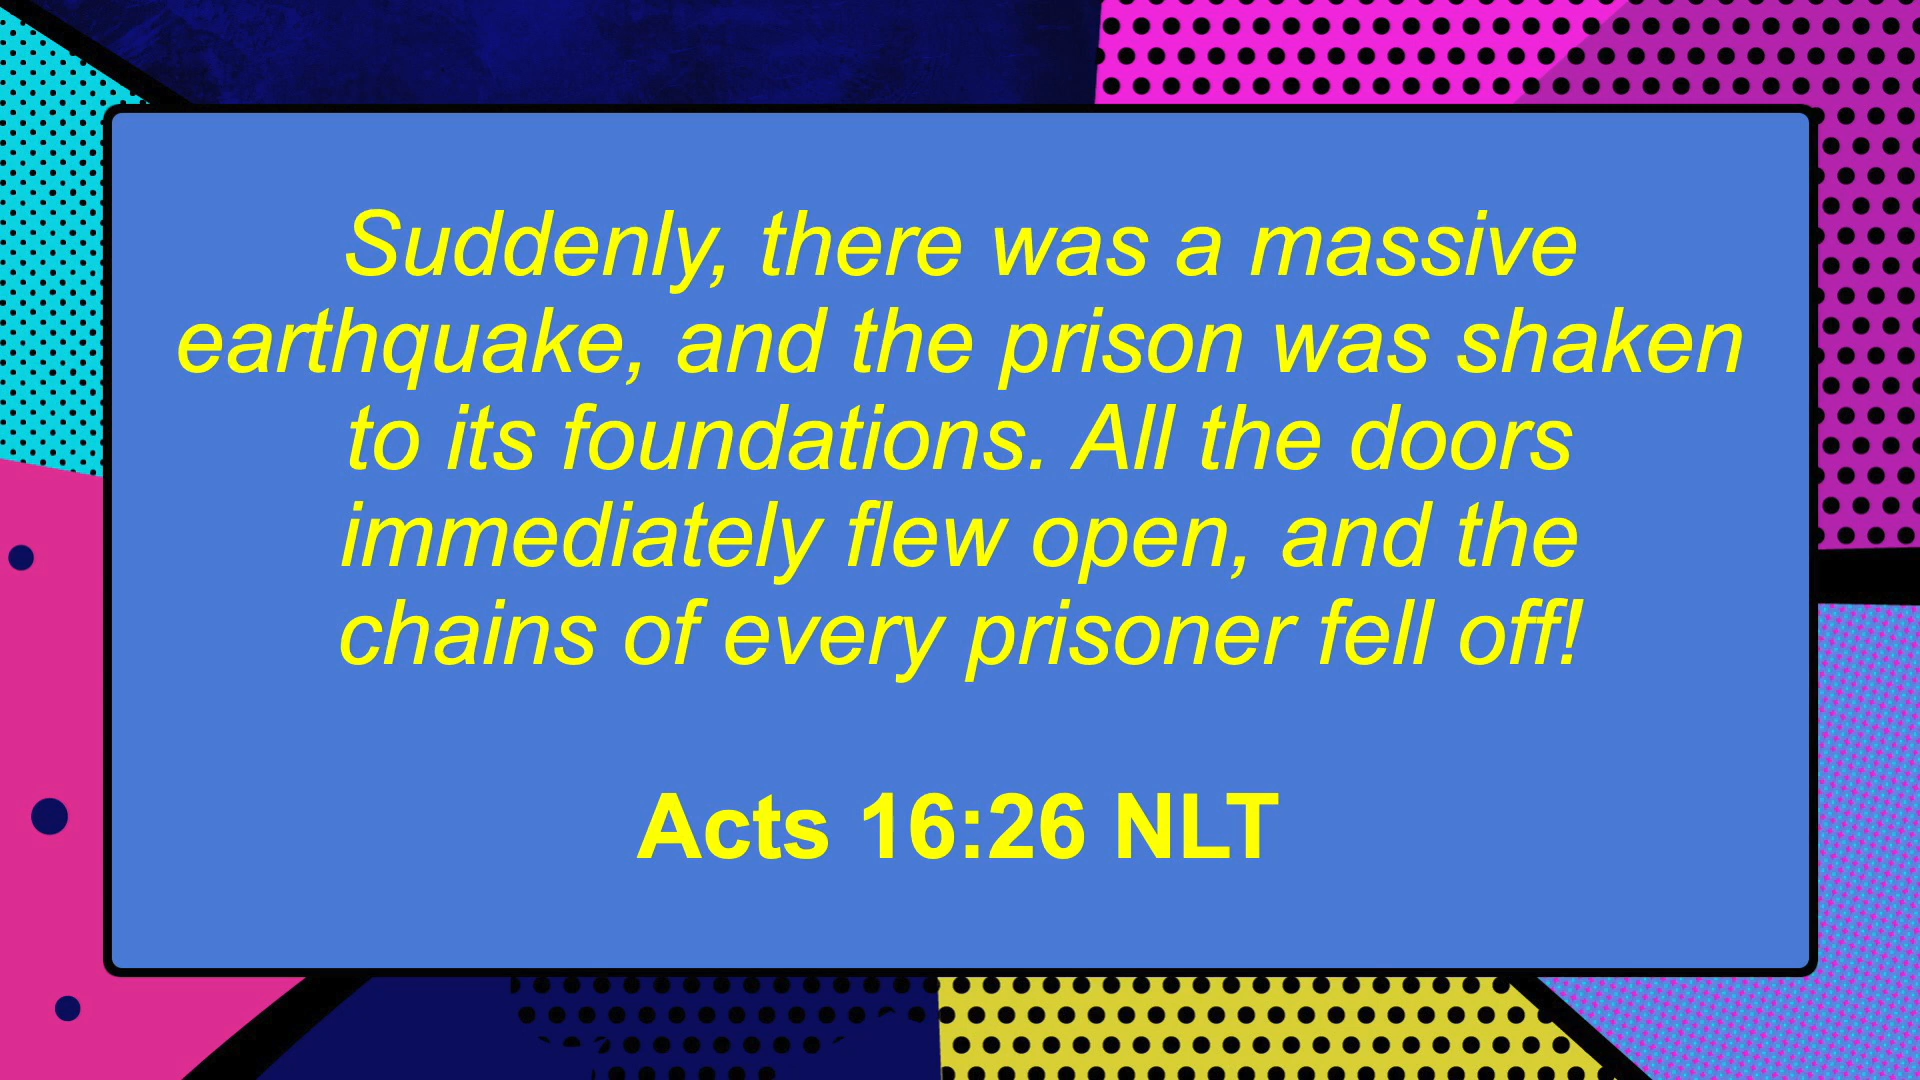 Suddenly, there was a massive
earthquake, and the prison was shaken
to its foundations. All the doors
immediately flew open, and the
chains of every prisoner fell off!
Acts 16:26 NLT